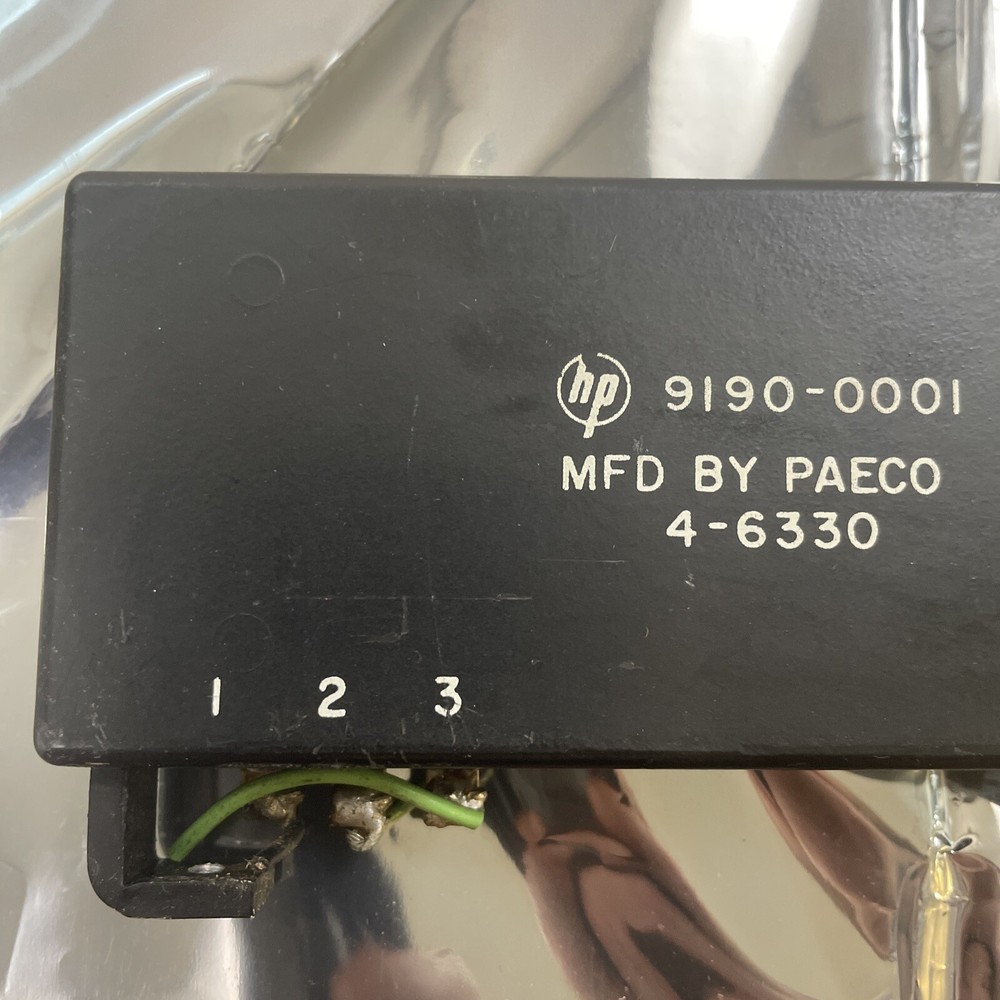 hp 9190-0001
MFD BY PAECO
4-6330
1 2 3